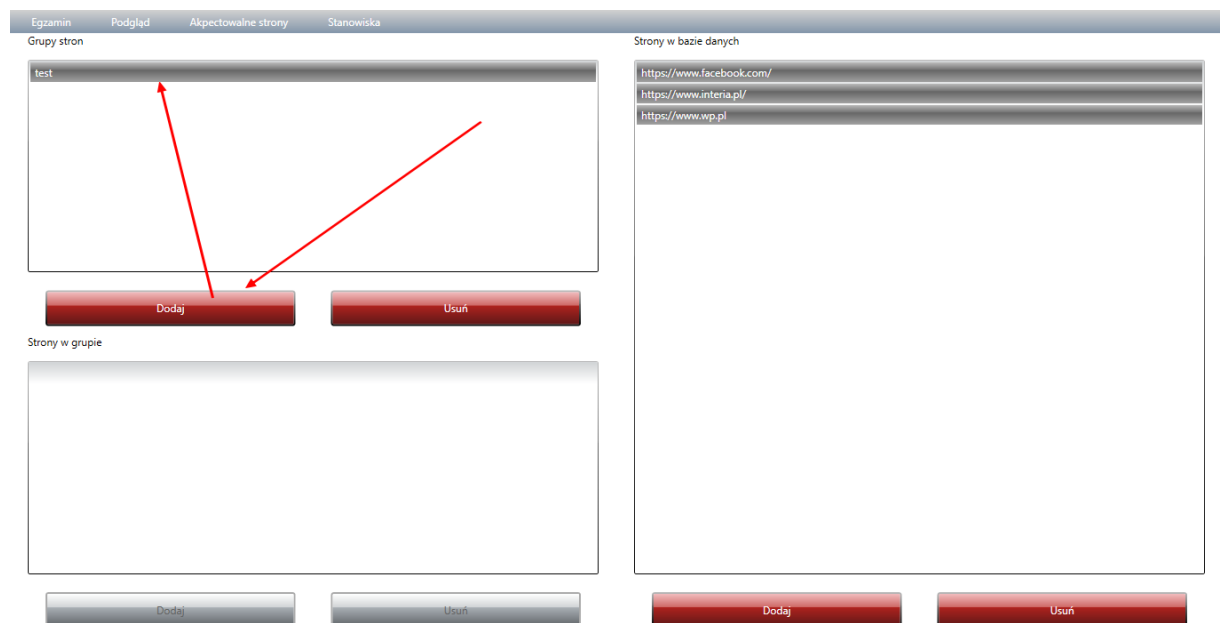 Egzamin Podgląd Akpectowalne strony Stanowiska
Grupy stron
test
Dodaj Usuń
Strony w grupie
Dodaj Usuń
Strony w bazie danych
https://www.facebook.com/
https://www.interia.pl/
https://www.wp.pl
Dodaj Usuń